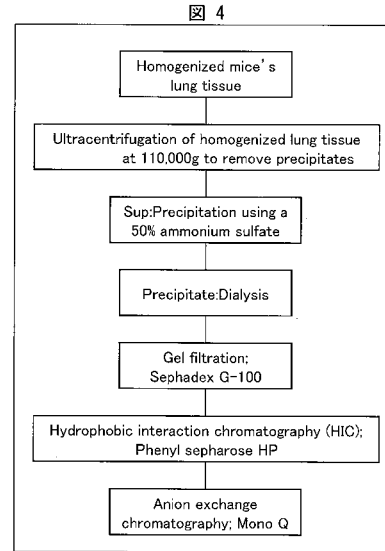 図 4
Homogenized mice's
lung tissue
Ultracentrifugation of homogenized lung tissue
at 110,000g to remove precipitates
Sup:Precipitation using a
50% ammonium sulfate
Precipitate:Dialysis
Gel filtration;
Sephadex G-100
Hydrophobic interaction chromatography (HIC);
Phenyl sepharose HP
Anion exchange
chromatography; Mono Q